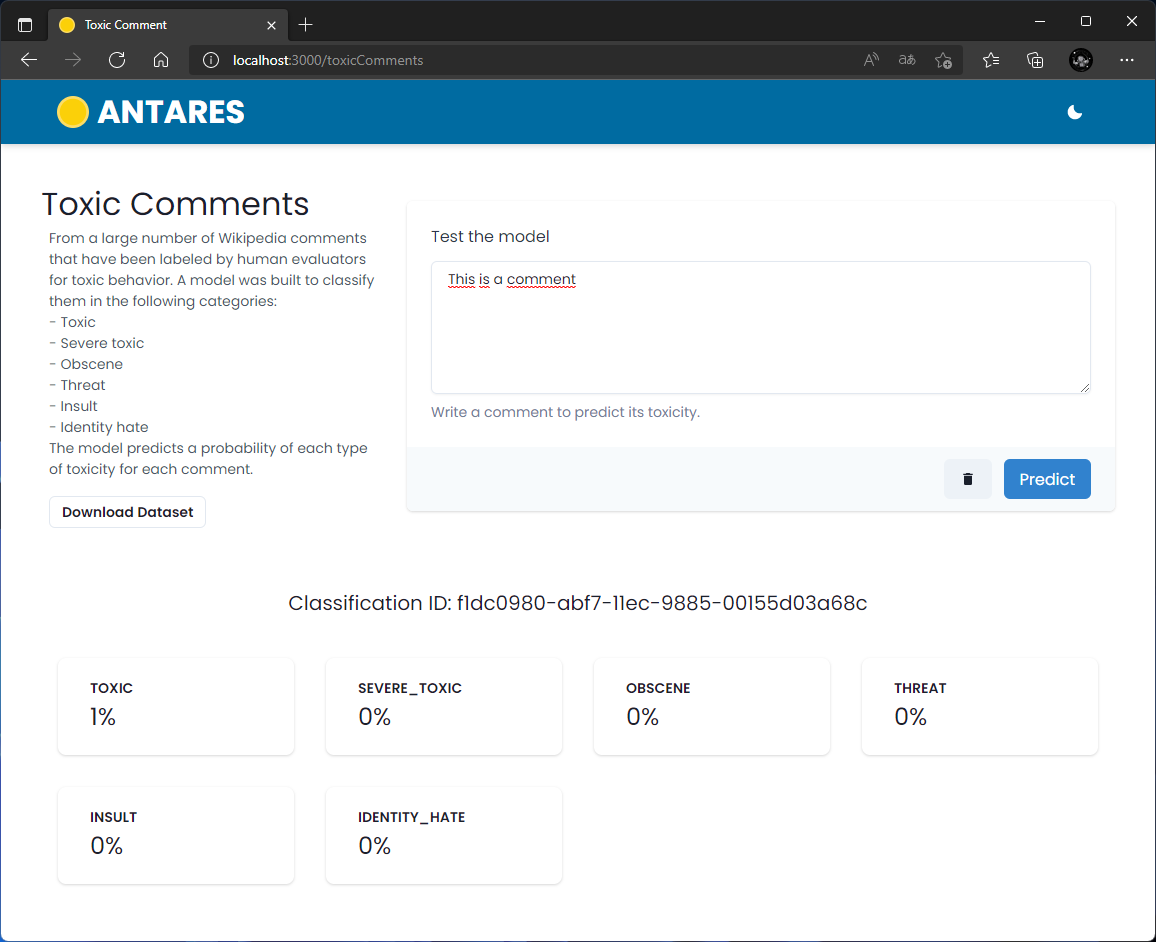 Toxic Comment
localhost:3000/toxicComments
ANTARES
Toxic Comments
From a large number of Wikipedia comments
that have been labeled by human evaluators
for toxic behavior. A model was built to classify
them in the following categories:
- Toxic
- Severe toxic
- Obscene
- Threat
- Insult
- Identity hate
The model predicts a probability of each type
of toxicity for each comment.
Download Dataset
Test the model
This is a comment
Write a comment to predict its toxicity.
Predict
Classification ID: f1dc0980-abf7-11ec-9885-00155d03a68c
TOXIC
1%
SEVERE_TOXIC
0%
OBSCENE
0%
THREAT
0%
INSULT
0%
IDENTITY_HATE
0%